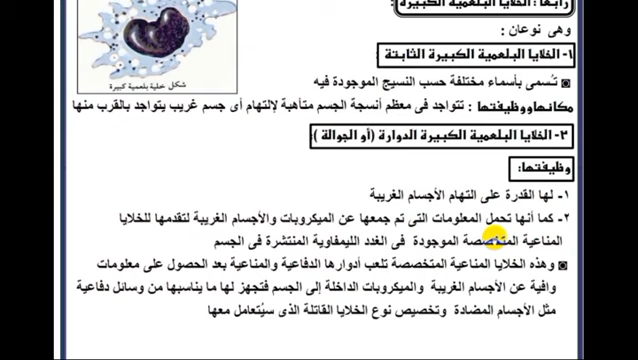 رابعاً: الخلايا البلعمية الكبيرة :
وهى نوعان :
شكل خلية بلعمية كبيرة
١- الخلايا البلعمية الكبيرة الثابتة :
تُسمى بأسماء مختلفة حسب النسيج الموجودة فيه
مكانها ووظيفتها : تتواجد فى معظم أنسجة الجسم متأهبة لإلتهام أى جسم غريب يتواجد بالقرب منها
٢- الخلايا البلعمية الكبيرة الدوارة (أو الجوالة ):
وظيفتها:
١- لها القدرة على التهام الأجسام الغريبة
٢- كما أنها تحمل المعلومات التى تم جمعها عن الميكروبات والأجسام الغريبة لتقدمها للخلايا
المناعية المتخصصة الموجودة فى الغدد الليمفاوية المنتشرة فى الجسم
وهذه الخلايا المناعية المتخصصة تلعب أدوارها الدفاعية والمناعية بعد الحصول على معلومات
وافية عن الأجسام الغريبة والميكروبات الداخلة إلى الجسم فتجهز لها ما يناسبها من وسائل دفاعية
مثل الأجسام المضادة وتخصيص نوع الخلايا القاتلة الذى سيُتعامل معها